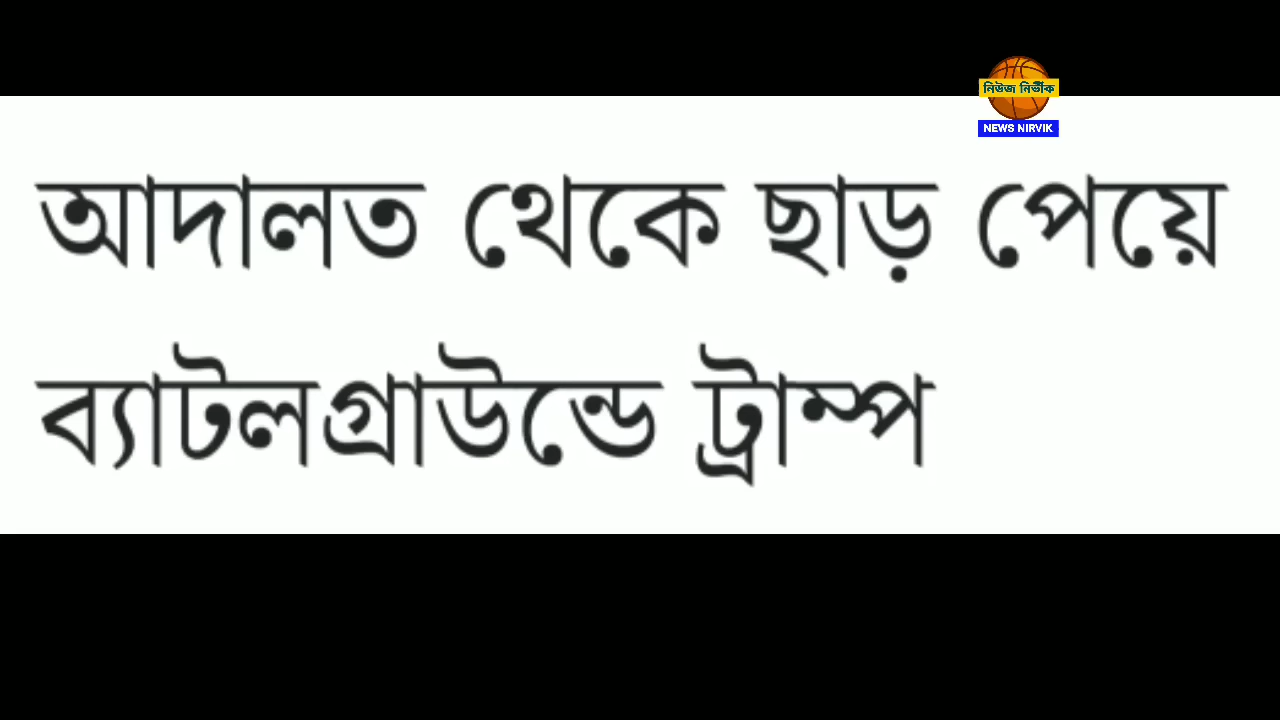 নিউজ নির্ভীক
NEWS NIRVIK
আদালত থেকে ছাড় পেয়ে
ব্যাটলগ্রাউন্ডে ট্রাম্প